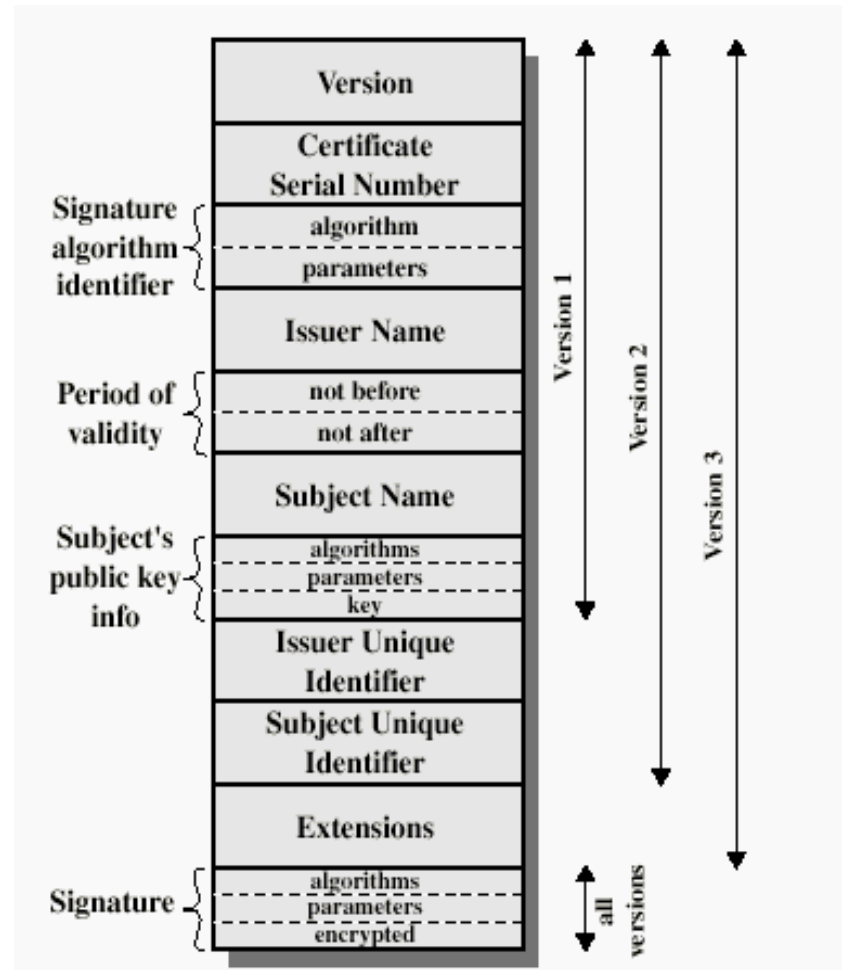 Version
Certificate
Serial Number
Signature
algorithm
identifier
algorithm
parameters
Issuer Name
Period of
validity
not before
not after
Subject Name
Subject's
public key
info
algorithms
parameters
key
Issuer Unique
Identifier
Subject Unique
Identifier
Extensions
Signature
algorithms
parameters
encrypted
Version 1
Version 2
Version 3
all
versions